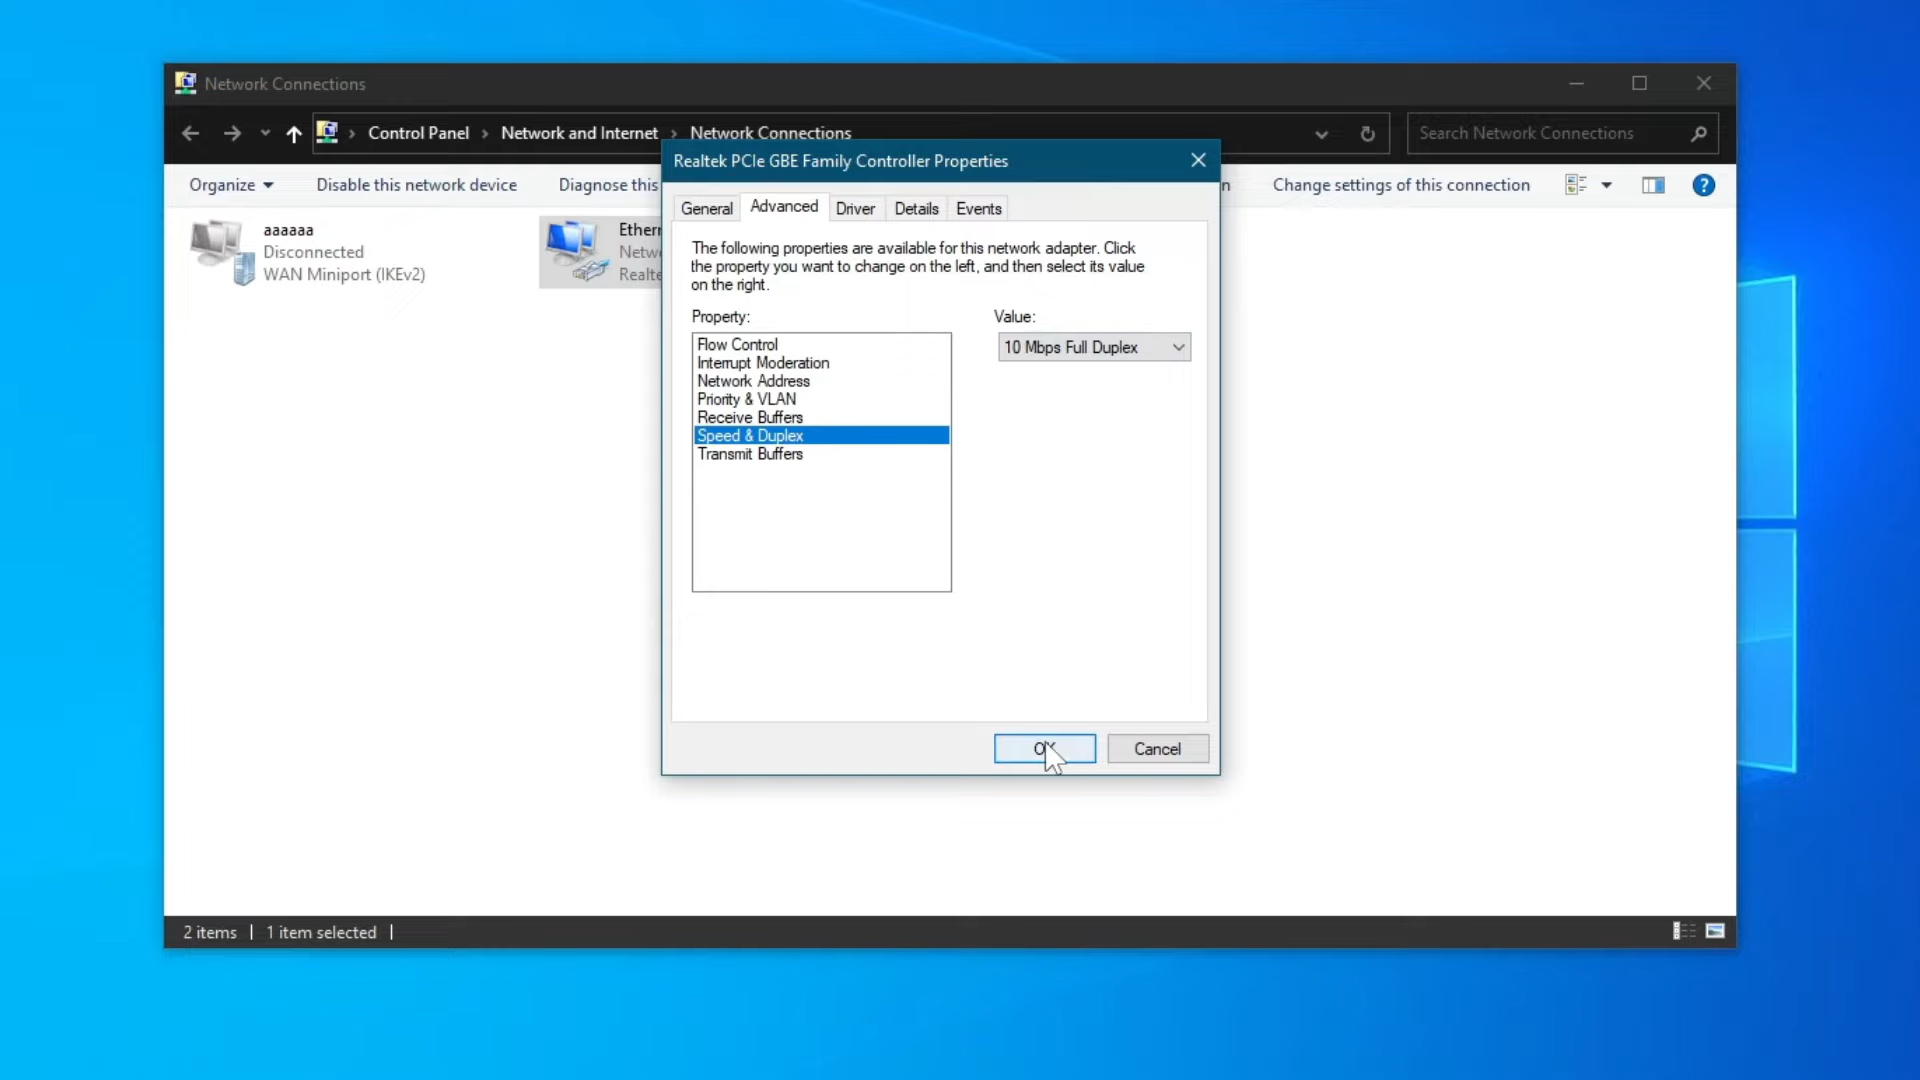 Network Connections
Control Panel
Network and Internet
Network Connections
Search Network Connections
Realtek PCIe GBE Family Controller Properties
Organize
Disable this network device
Diagnose this
Change settings of this connection
General
Advanced
Driver
Details
Events
aaaaaa
Disconnected
WAN Miniport (IKEv2)
The following properties are available for this network adapter. Click
the property you want to change on the left, and then select its value
on the right.
Property:
Value:
Flow Control
Interrupt Moderation
Network Address
Priority & VLAN
Receive Buffers
Speed & Duplex
Transmit Buffers
10 Mbps Full Duplex
OK
Cancel
2 items
1 item selected